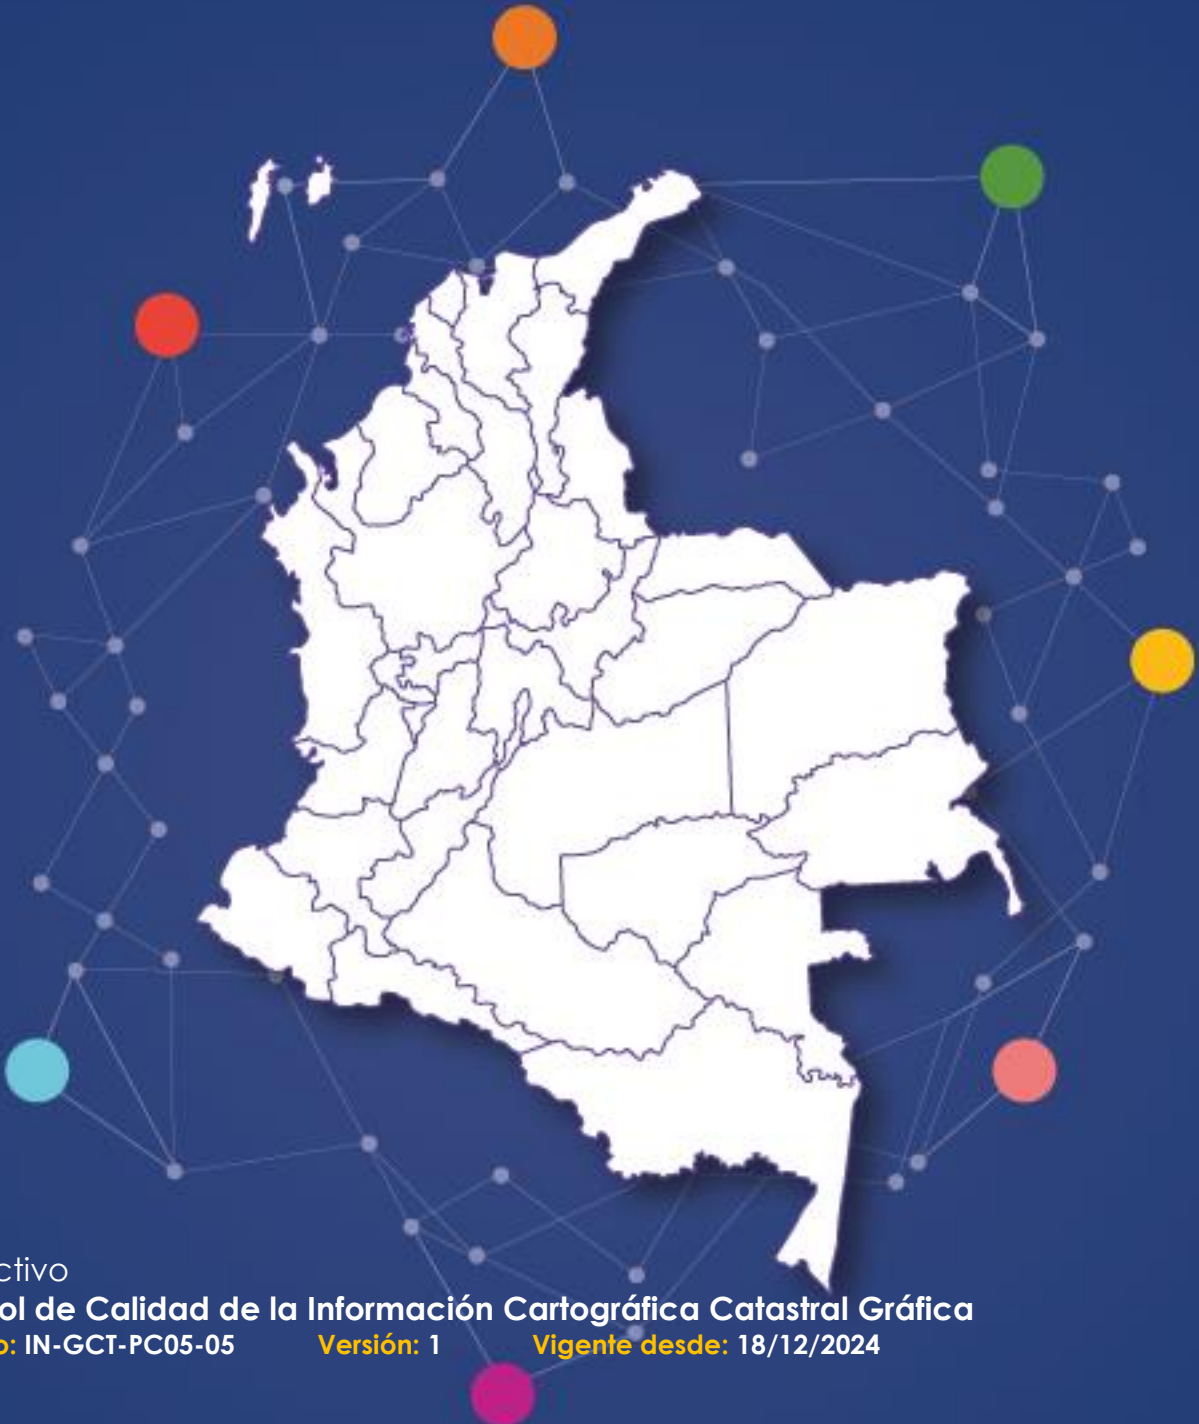 ctivo
ol de Calidad de la Información Cartográfica Catastral Gráfica
o: IN-GCT-PC05-05 Versión: 1 Vigente desde: 18/12/2024